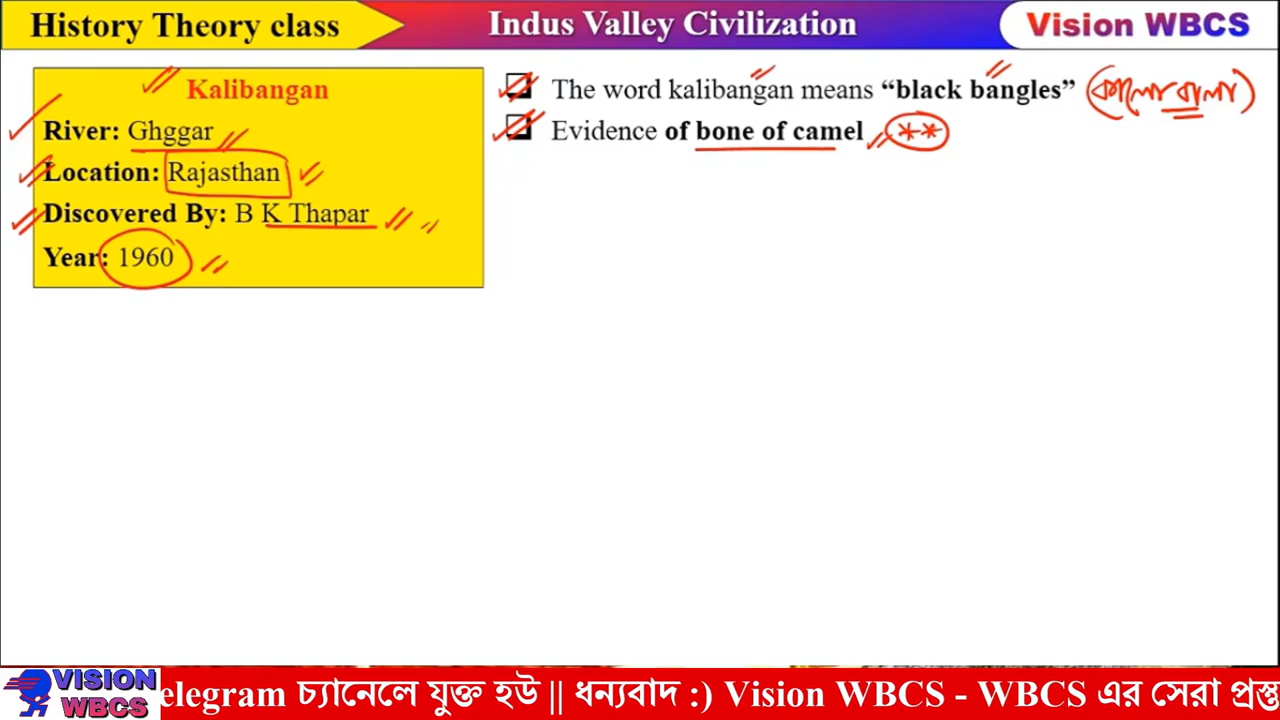 History Theory class
Indus Valley Civilization
Vision WBCS
Kalibangan
River: Ghggar
Location: Rajasthan
Discovered By: B K Thapar
Year: 1960
The word kalibangan means “black bangles” (কালো বালা)
Evidence of bone of camel **
VISION WBCS
elegram চ্যানেলে যুক্ত হউ || ধন্যবাদ :) Vision WBCS - WBCS এর সেরা প্রস্তু